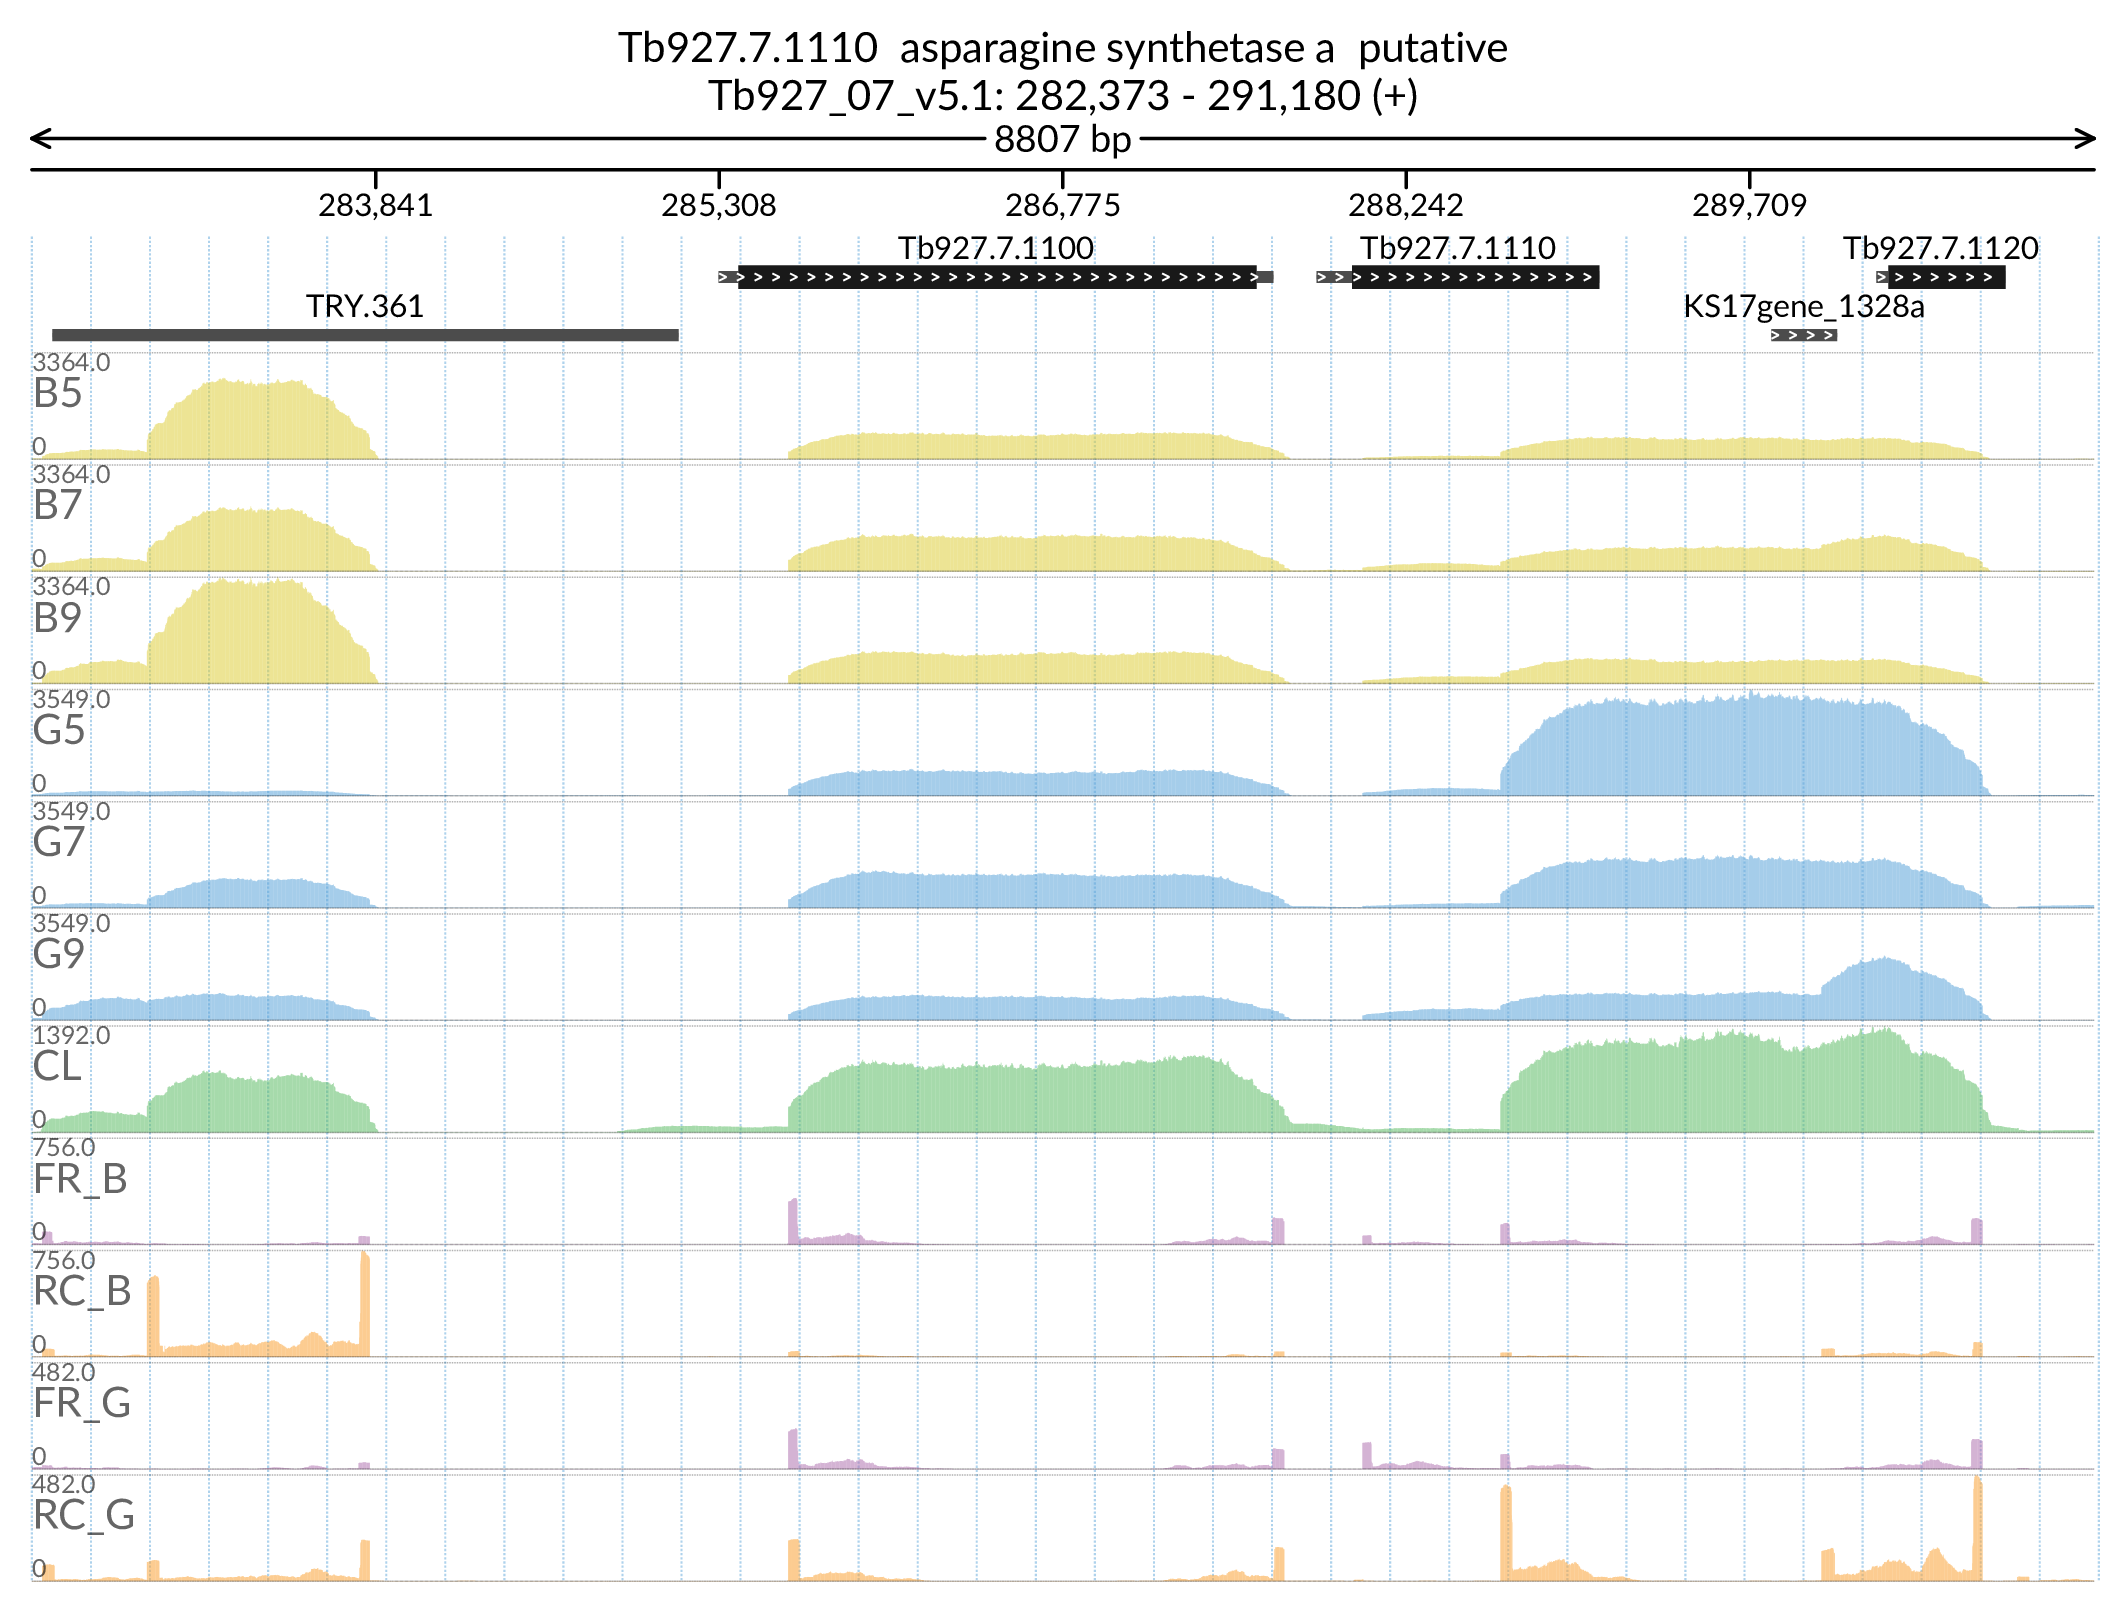 Tb927.7.1110  asparagine synthetase a  putative
Tb927_07_v5.1: 282,373 - 291,180 (+)
8807 bp
283,841 285,308 286,775 288,242 289,709
Tb927.7.1100 Tb927.7.1110 Tb927.7.1120
TRY.361 KS17gene_1328a
3364.0
B5
0
3364.0
B7
0
3364.0
B9
0
3549.0
G5
0
3549.0
G7
0
3549.0
G9
0
1392.0
CL
0
756.0
FR_B
0
756.0
RC_B
0
482.0
FR_G
0
482.0
RC_G
0